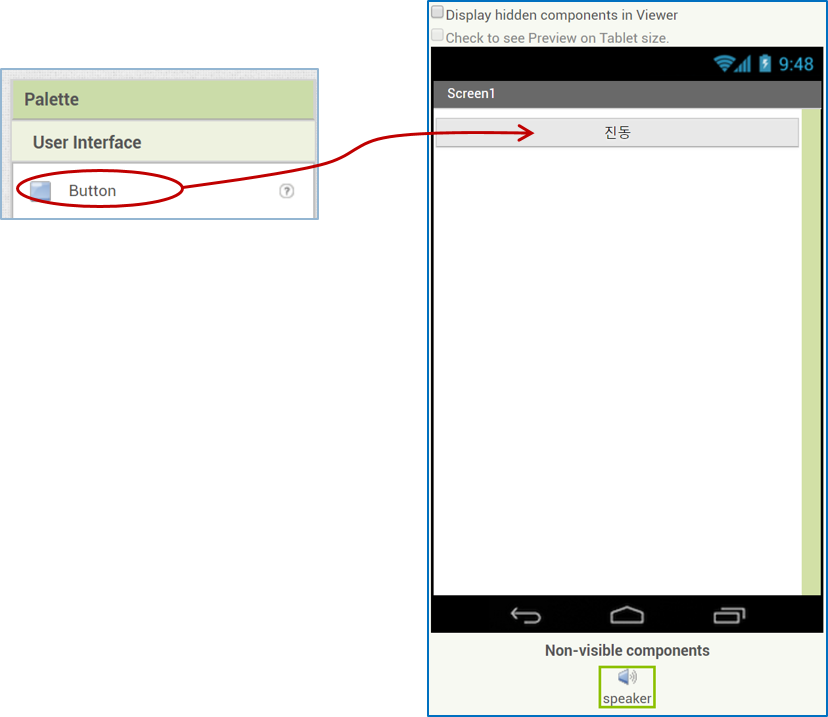 Palette
User Interface
Button
?
Display hidden components in Viewer
Check to see Preview on Tablet size.
9:48
Screen1
진동
Non-visible components
speaker